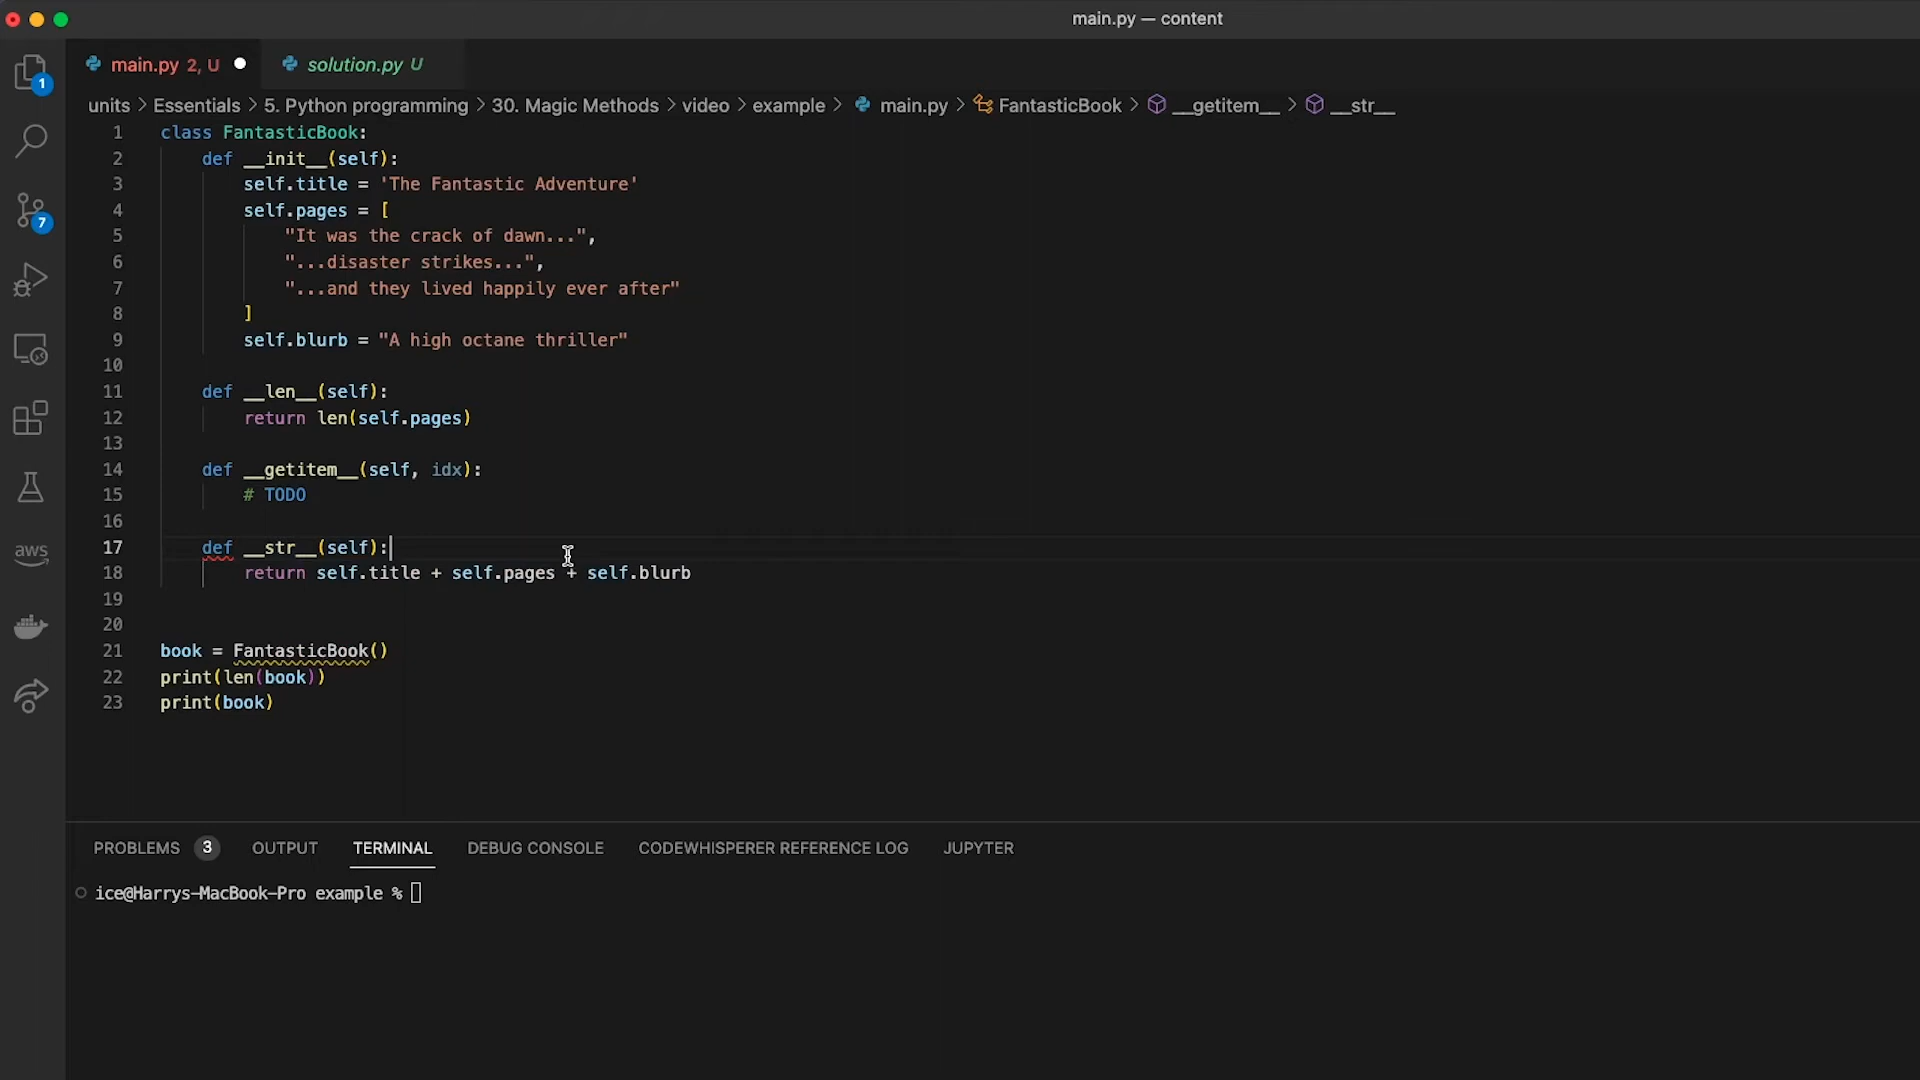 main.py — content
main.py 2, U solution.py U
units > Essentials > 5. Python programming > 30. Magic Methods > video > example > main.py > FantasticBook > __getitem__ > __str__
1 class FantasticBook:
2     def __init__(self):
3         self.title = 'The Fantastic Adventure'
4         self.pages = [
5             "It was the crack of dawn...",
6             "...disaster strikes...",
7             "...and they lived happily ever after"
8         ]
9         self.blurb = "A high octane thriller"
10
11     def __len__(self):
12         return len(self.pages)
13
14     def __getitem__(self, idx):
15         # TODO
16
17     def __str__(self):
18         return self.title + self.pages + self.blurb
19
20
21 book = FantasticBook()
22 print(len(book))
23 print(book)
1
7
aws
PROBLEMS 3 OUTPUT TERMINAL DEBUG CONSOLE CODEWHISPERER REFERENCE LOG JUPYTER
ice@Harrys-MacBook-Pro example %